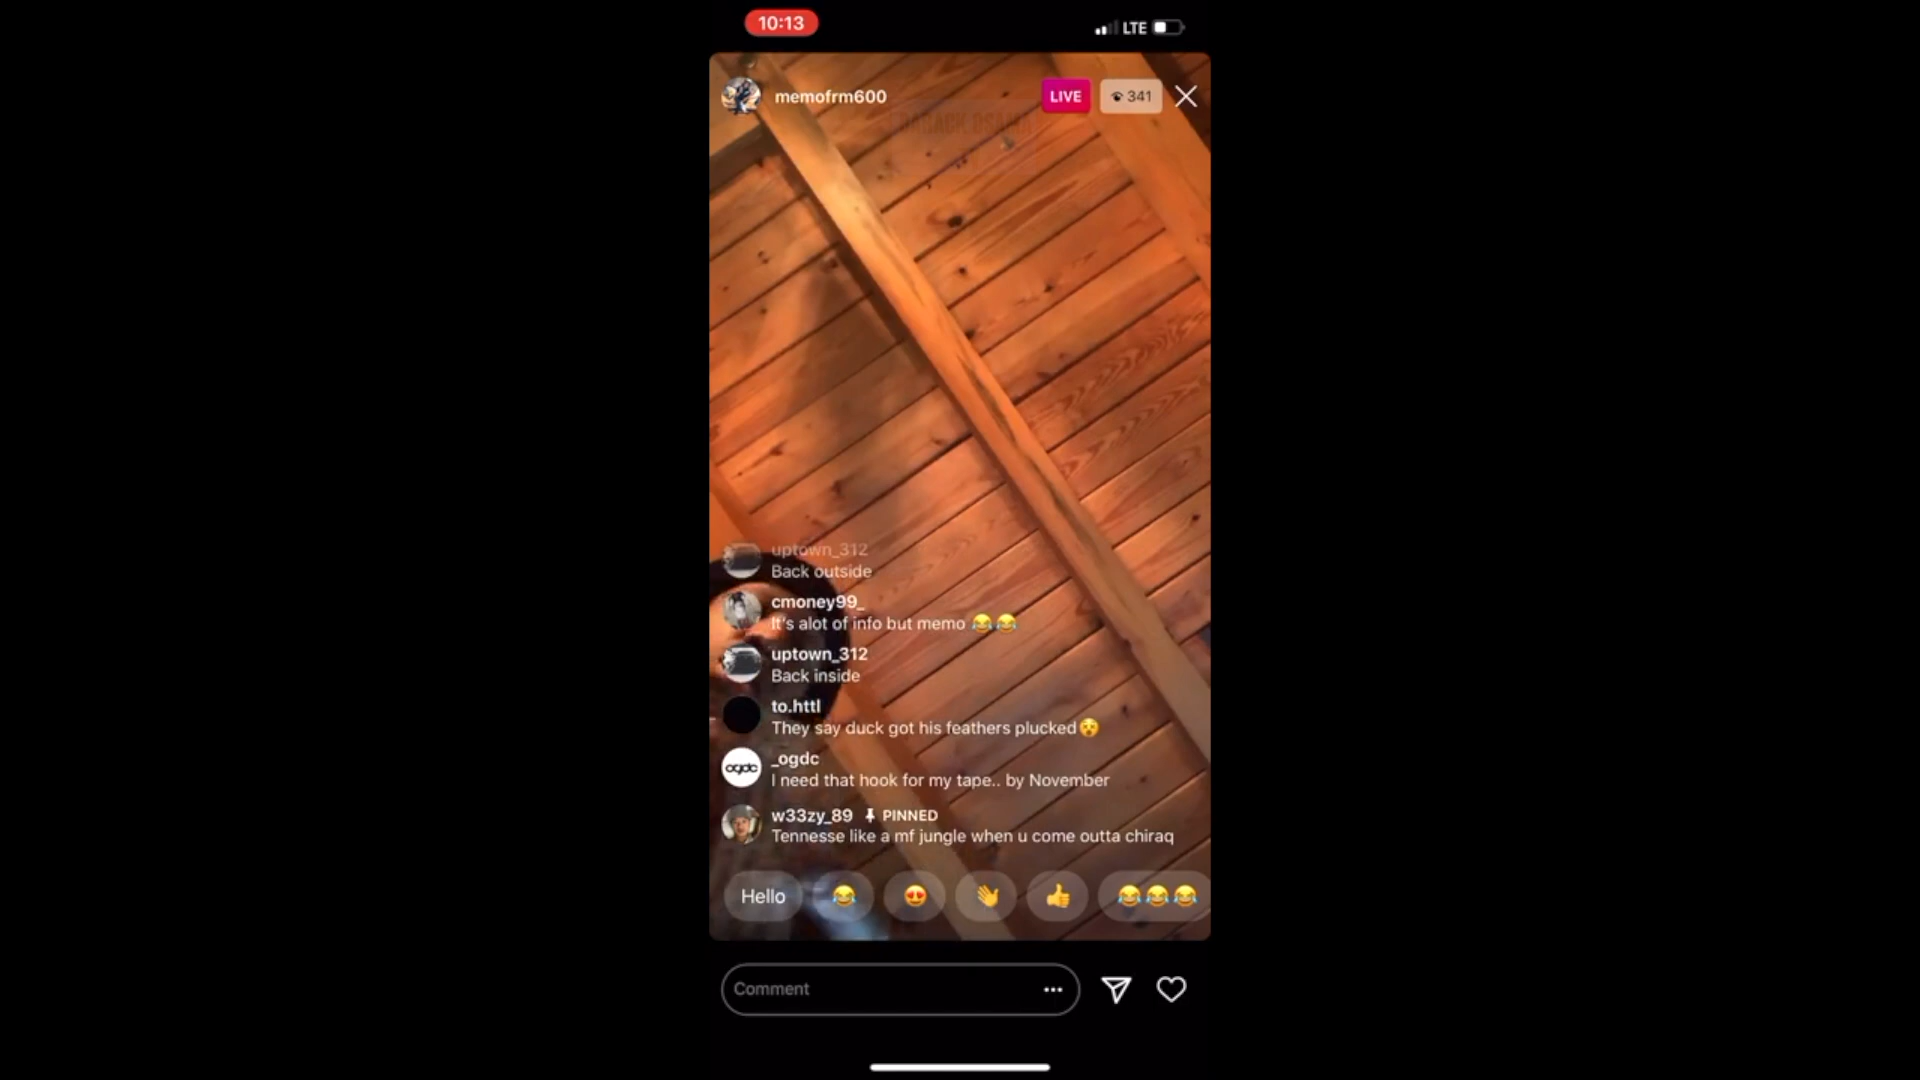 10:13
LTE
memofrm600
LIVE
341
uptown_312
Back outside
cmoney99_
It's alot of info but memo 😂😂
uptown_312
Back inside
to.httl
They say duck got his feathers plucked😵
_ogdc
ogdc
I need that hook for my tape.. by November
w33zy_89 PINNED
Tennesse like a mf jungle when u come outta chiraq
Hello 😂 😍 👋 👍 😂😂😂
Comment